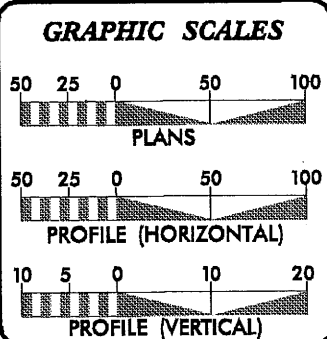 GRAPHIC SCALES
50 25 0 50 100
PLANS
50 25 0 50 100
PROFILE (HORIZONTAL)
10 5 0 10 20
PROFILE (VERTICAL)